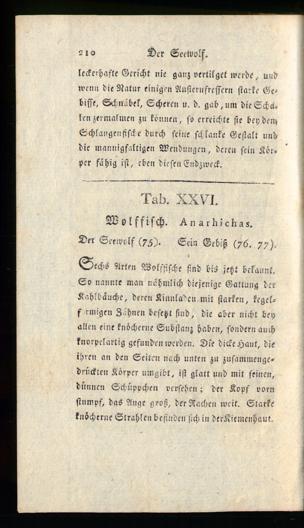 210 Der Seewolf.
leckerhafte Gericht nie ganz vertilget werde, und
wenn die Natur einigen Austernfressern starke Ge-
bisse, Schnäbel, Scheren u. d. gab, um die Scha-
len zermalmen zu können, so erreichte sie bey dem
Schlangenfische durch seine schlanke Gestalt und
die mannigfaltigen Wendungen, deren sein Kör-
per fähig ist, eben diesen Endzweck.
Tab. XXVI.
Wolffisch. Anarhichas.
Der Seewolf (75). Sein Gebiß (76. 77).
Sechs Arten Wolffische sind bis jetzt bekannt.
So nannte man nähmlich diejenige Gattung der
Kahlbäuche, deren Kinnladen mit starken, kegel-
förmigen Zähnen besetzt sind, die aber nicht bey
allen eine knöcherne Substanz haben, sondern auch
knorpelartig gefunden werden. Die dicke Haut, die
ihren an den Seiten nach unten zu zusammenge-
drückten Körper umgibt, ist glatt und mit feinen,
dünnen Schüppchen versehen; der Kopf vorn
stumpf, das Auge groß, der Rachen weit. Starke
knöcherne Strahlen befinden sich in der Kiemenhaut.